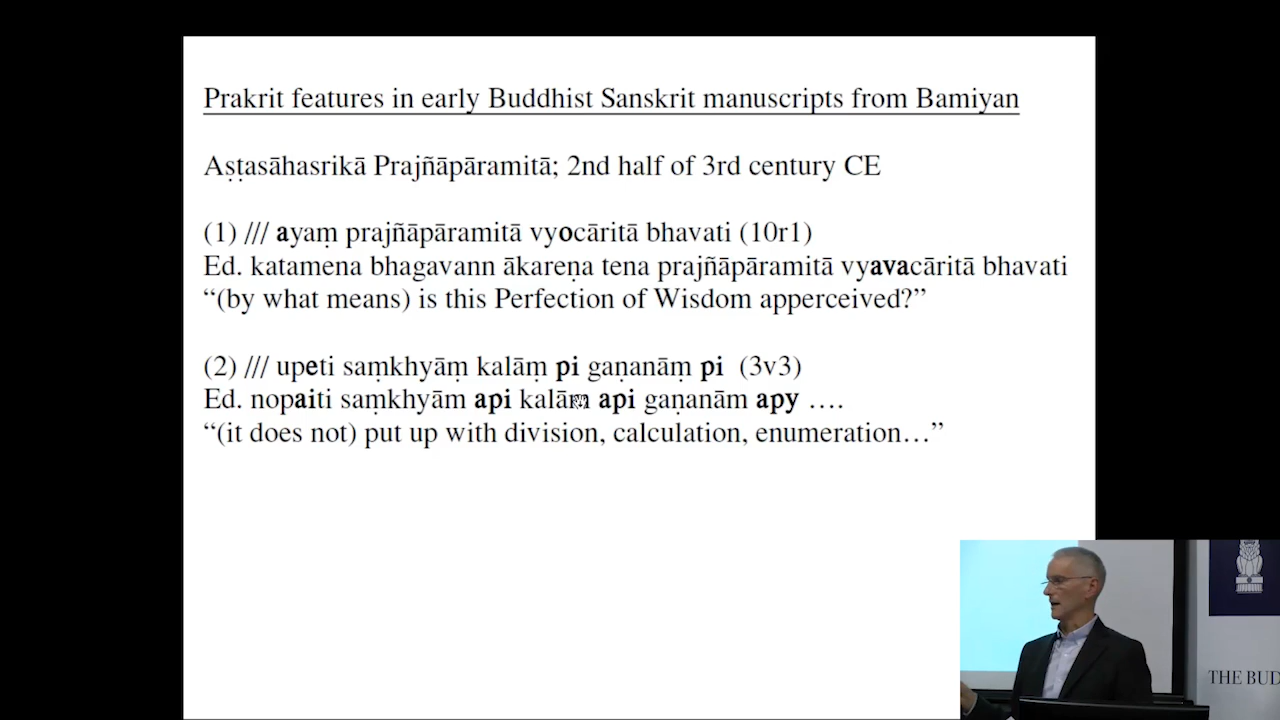 Prakrit features in early Buddhist Sanskrit manuscripts from Bamiyan
Aṣṭasāhasrikā Prajñāpāramitā; 2nd half of 3rd century CE
(1) /// ayaṃ prajñāpāramitā vyocāritā bhavati (10r1)
Ed. katamena bhagavann ākareṇa tena prajñāpāramitā vyavacāritā bhavati
“(by what means) is this Perfection of Wisdom apperceived?”
(2) /// upeti saṃkhyāṃ kalāṃ pi gaṇanāṃ pi (3v3)
Ed. nopaiti saṃkhyām api kalām api gaṇanām apy ….
“(it does not) put up with division, calculation, enumeration…”
THE BUD